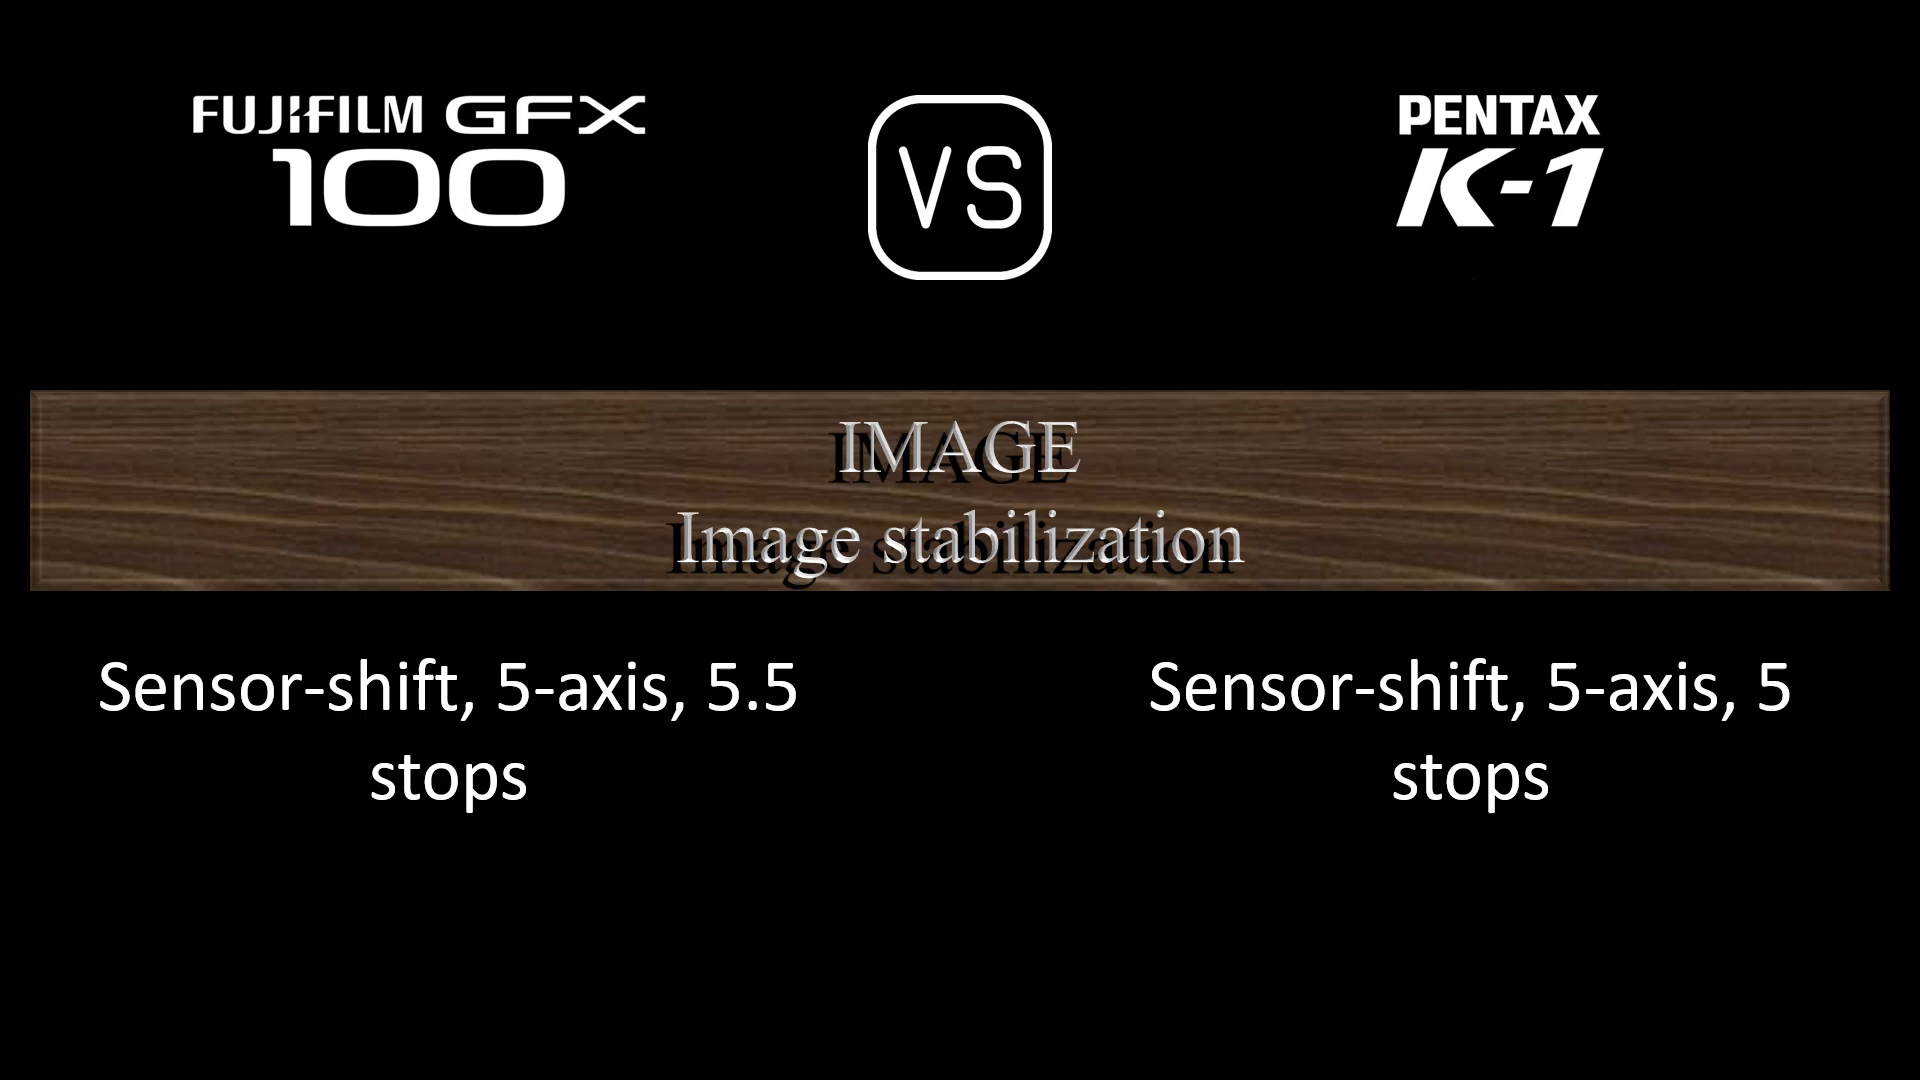 FUJIFILM GFX
100
VS
PENTAX
K-1
IMAGE
Image stabilization
Sensor-shift, 5-axis, 5.5
stops
Sensor-shift, 5-axis, 5
stops